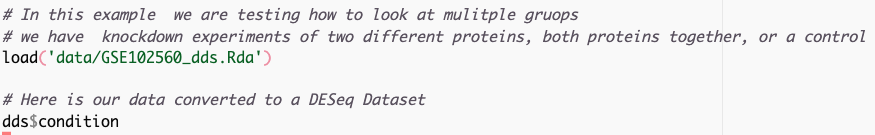 # In this example  we are testing how to look at mulitple gruops
# we have  knockdown experiments of two different proteins, both proteins together, or a control
load('data/GSE102560_dds.Rda')
# Here is our data converted to a DESeq Dataset
dds$condition